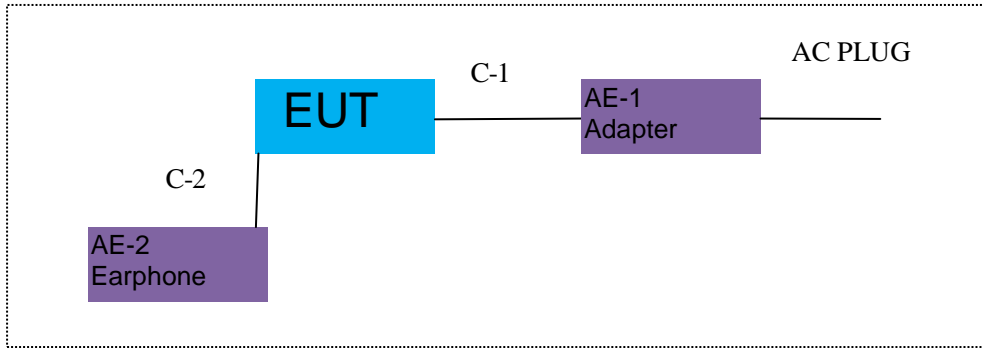 AC PLUG
C-1
EUT
AE-1
Adapter
C-2
AE-2
Earphone